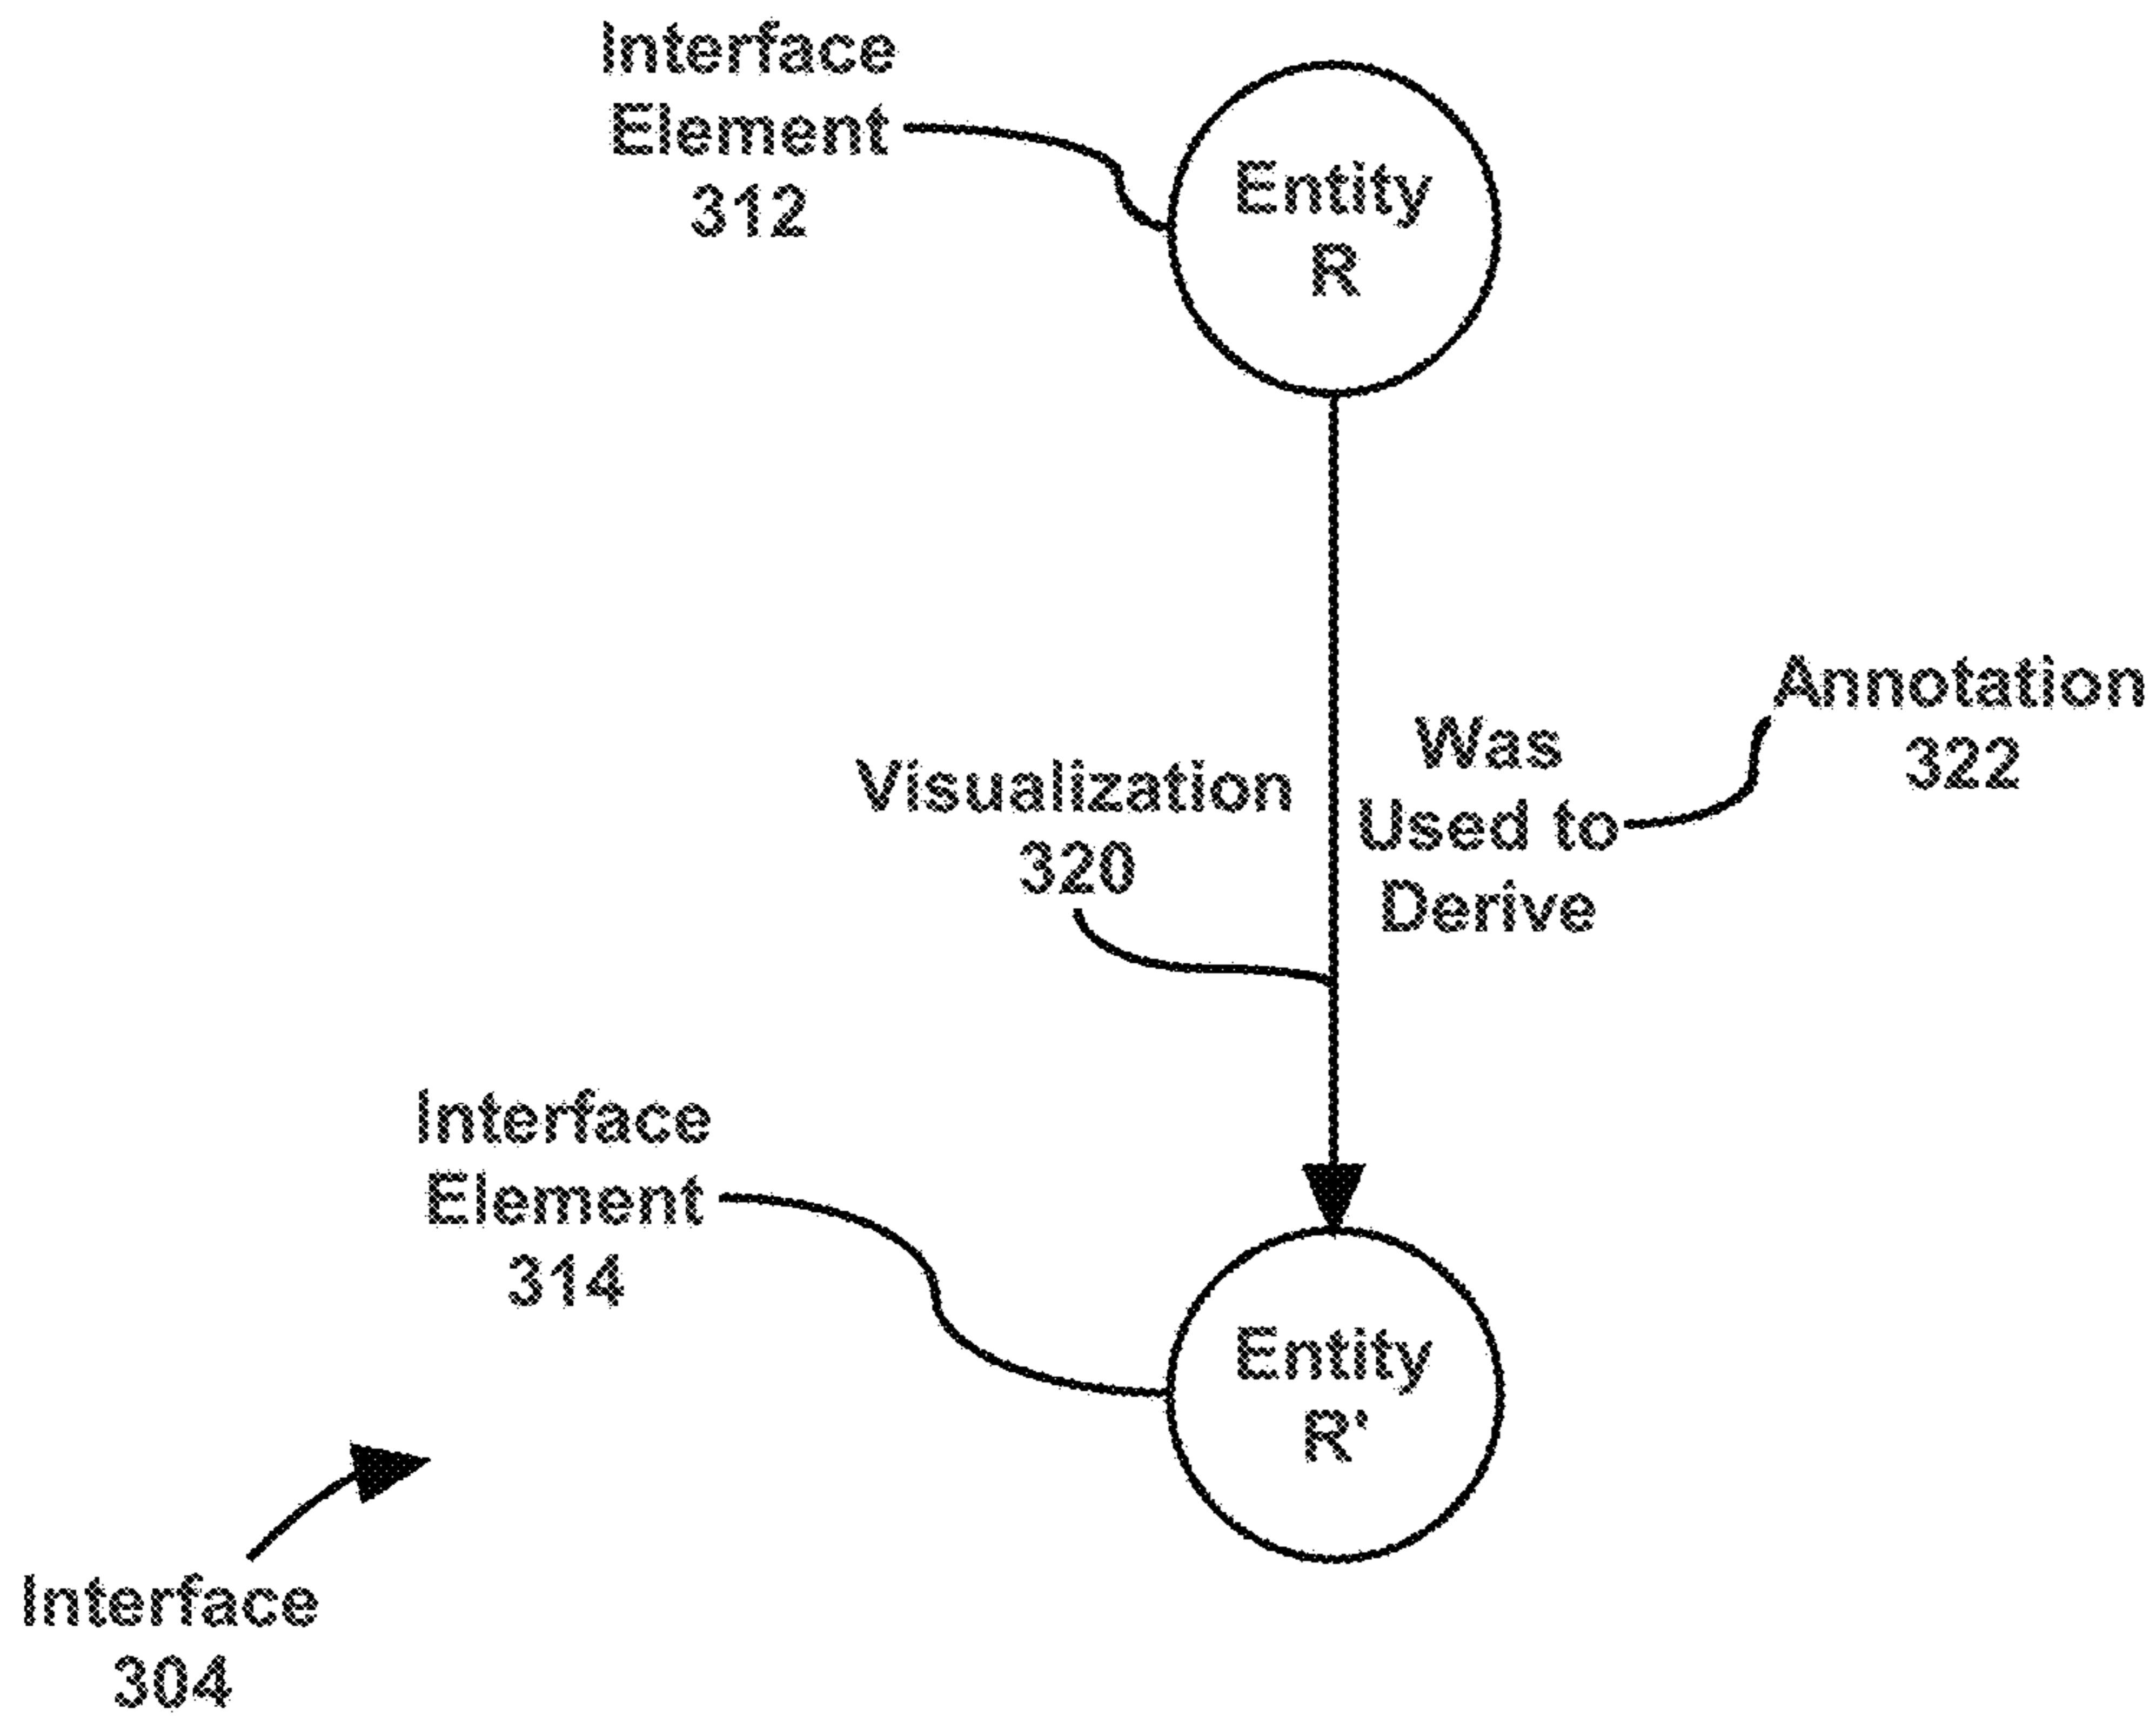 Interface
Element
312
Entity
R
Annotation
322
Was
Used to
Derive
Visualization
320
Interface
Element
314
Entity
R'
Interface
304